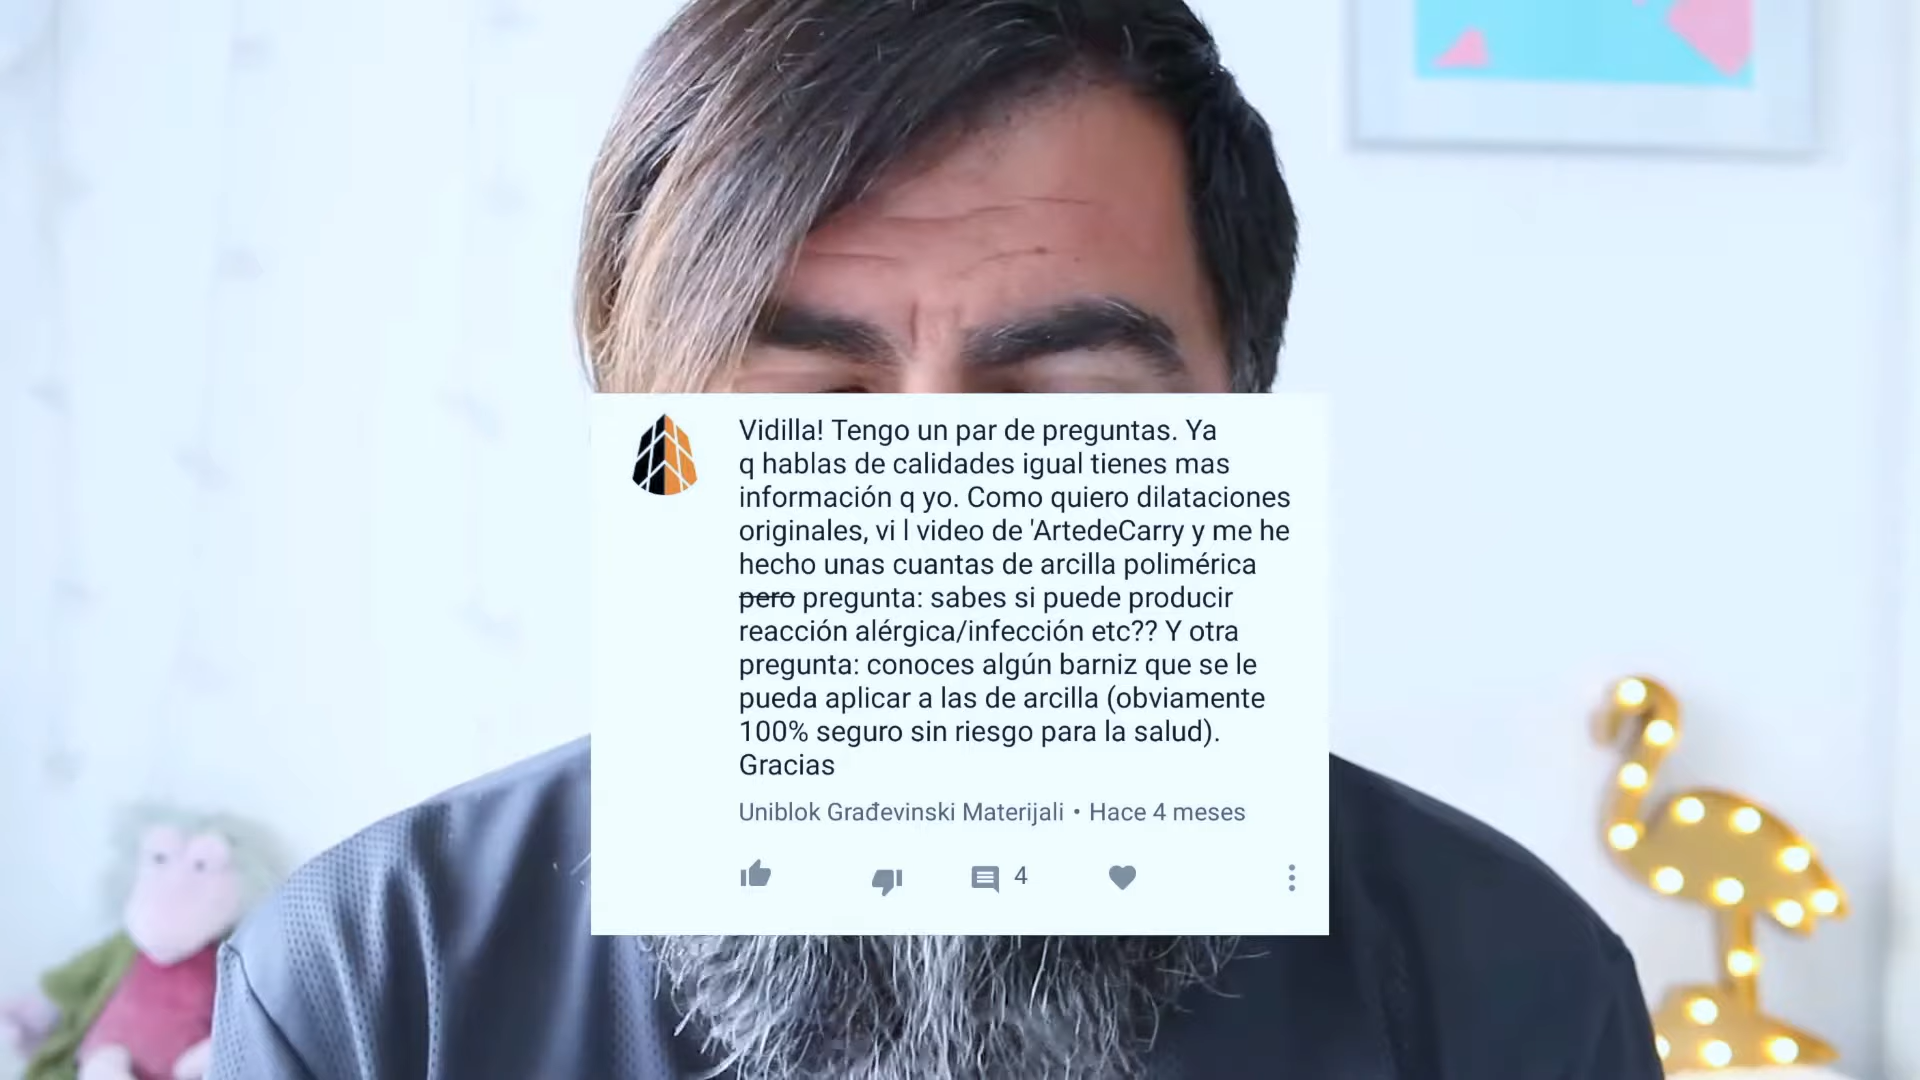 Vidilla! Tengo un par de preguntas. Ya
q hablas de calidades igual tienes mas
información q yo. Como quiero dilataciones
originales, vi l video de 'ArtedeCarry y me he
hecho unas cuantas de arcilla polimérica
pero pregunta: sabes si puede producir
reacción alérgica/infección etc?? Y otra
pregunta: conoces algún barniz que se le
pueda aplicar a las de arcilla (obviamente
100% seguro sin riesgo para la salud).
Gracias
Uniblok Građevinski Materijali • Hace 4 meses
4